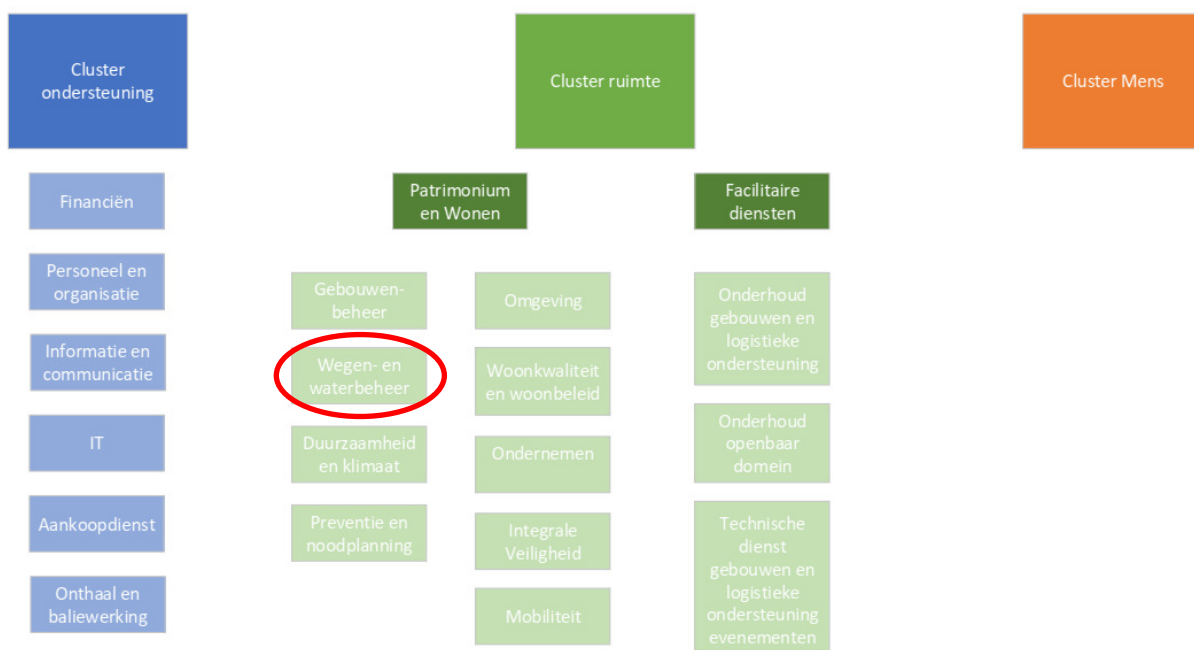 Cluster
ondersteuning
Cluster ruimte
Cluster Mens
Financiën
Personeel en
organisatie
Informatie en
communicatie
IT
Aankoopdienst
Onthaal en
baliewerking
Patrimonium
en Wonen
Gebouwen-
beheer
Wegen- en
waterbeheer
Duurzaamheid
en klimaat
Preventie en
noodplanning
Omgeving
Woonkwaliteit
en woonbeleid
Ondernemen
Integrale
Veiligheid
Mobiliteit
Facilitaire
diensten
Onderhoud
gebouwen en
logistieke
ondersteuning
Onderhoud
openbaar
domein
Technische
dienst
gebouwen en
logistieke
ondersteuning
evenementen